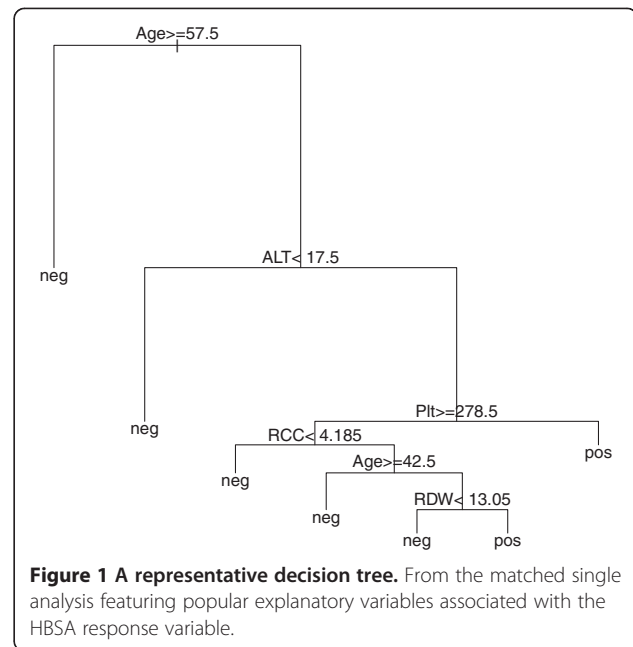 Age>=57.5
neg
ALT< 17.5
neg
Plt>=278.5
RCC< 4.185
pos
neg
Age>=42.5
neg
RDW< 13.05
neg
pos
Figure 1 A representative decision tree. From the matched single
analysis featuring popular explanatory variables associated with the
HBSA response variable.